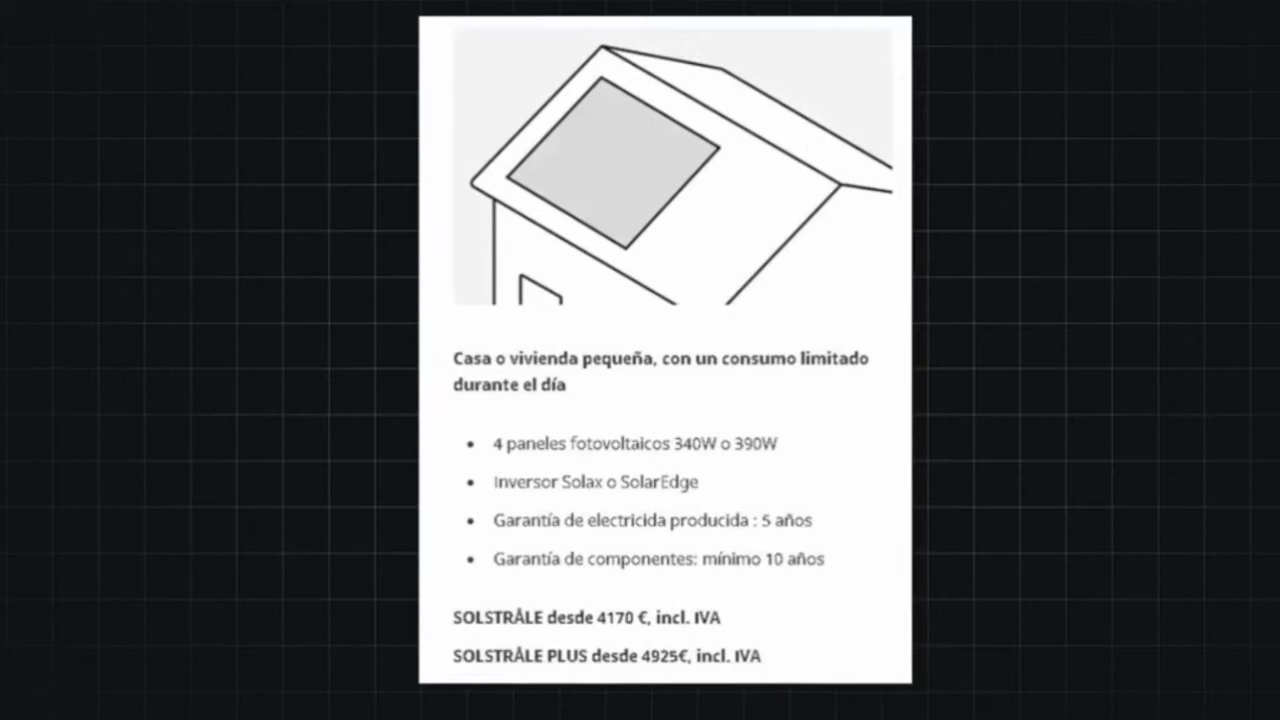 Casa o vivienda pequeña, con un consumo limitado
durante el día
• 4 paneles fotovoltaicos 340W o 390W
• Inversor Solax o SolarEdge
• Garantía de electricida producida : 5 años
• Garantía de componentes: mínimo 10 años
SOLSTRÅLE desde 4170 €, incl. IVA
SOLSTRÅLE PLUS desde 4925€, incl. IVA